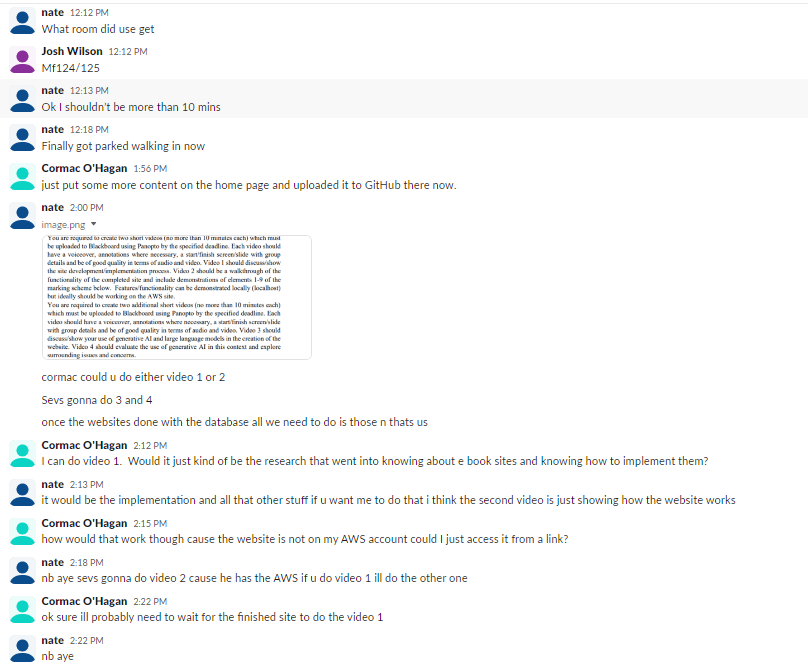 nate 12:12 PM
What room did use get
Josh Wilson 12:12 PM
Mf124/125
nate 12:13 PM
Ok I shouldn't be more than 10 mins
nate 12:18 PM
Finally got parked walking in now
Cormac O'Hagan 1:56 PM
just put some more content on the home page and uploaded it to GitHub there now.
nate 2:00 PM
image.png
You are required to create two short videos (no more than 10 minutes each) which must
be uploaded to Blackboard using Panopto by the specified deadline. Each video should
have a voiceover, annotations where necessary, a start/finish screen/slide with group
details and be of good quality in terms of audio and video. Video 1 should discuss/show
the site development/implementation process. Video 2 should be a walkthrough of the
functionality of the completed site and include demonstrations of elements 1-9 of the
marking scheme below. Features/functionality can be demonstrated locally (localhost)
but ideally should be working on the AWS site.
You are required to create two additional short videos (no more than 10 minutes each)
which must be uploaded to Blackboard using Panopto by the specified deadline. Each
video should have a voiceover, annotations where necessary, a start/finish screen/slide
with group details and be of good quality in terms of audio and video. Video 3 should
discuss/show your use of generative AI and large language models in the creation of the
website. Video 4 should evaluate the use of generative AI in this context and explore
surrounding issues and concerns.
cormac could u do either video 1 or 2
Sevs gonna do 3 and 4
once the websites done with the database all we need to do is those n thats us
Cormac O'Hagan 2:12 PM
I can do video 1. Would it just kind of be the research that went into knowing about e book sites and knowing how to implement them?
nate 2:13 PM
it would be the implementation and all that other stuff if u want me to do that i think the second video is just showing how the website works
Cormac O'Hagan 2:15 PM
how would that work though cause the website is not on my AWS account could I just access it from a link?
nate 2:18 PM
nb aye sevs gonna do video 2 cause he has the AWS if u do video 1 ill do the other one
Cormac O'Hagan 2:22 PM
ok sure ill probably need to wait for the finished site to do the video 1
nate 2:22 PM
nb aye